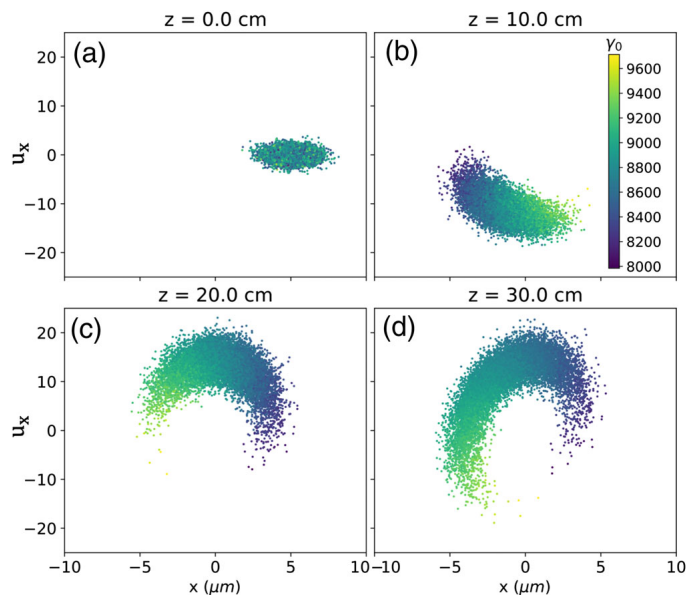 z = 0.0 cm
z = 10.0 cm
(a)
(b)
γ0
20
10
0
−10
−20
uₓ
9600
9400
9200
9000
8800
8600
8400
8200
8000
z = 20.0 cm
z = 30.0 cm
(c)
(d)
20
10
0
−10
−20
uₓ
−10
−5
0
5
−10
10
−5
0
5
10
x (μm)
x (μm)